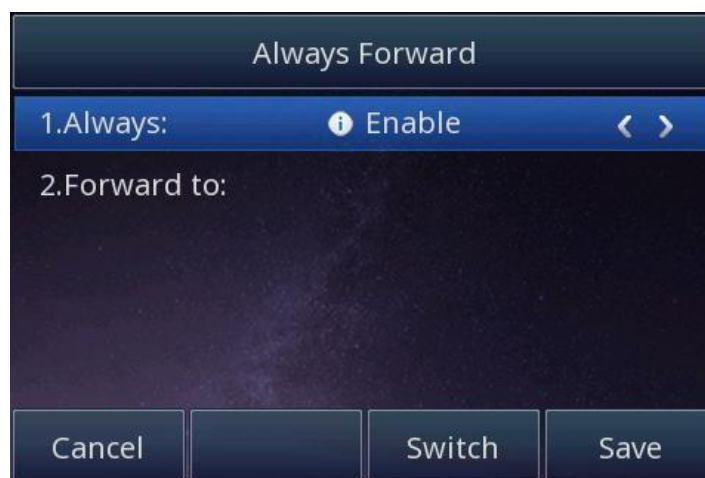 Always Forward
1.Always: Enable
2.Forward to:
Cancel Switch Save